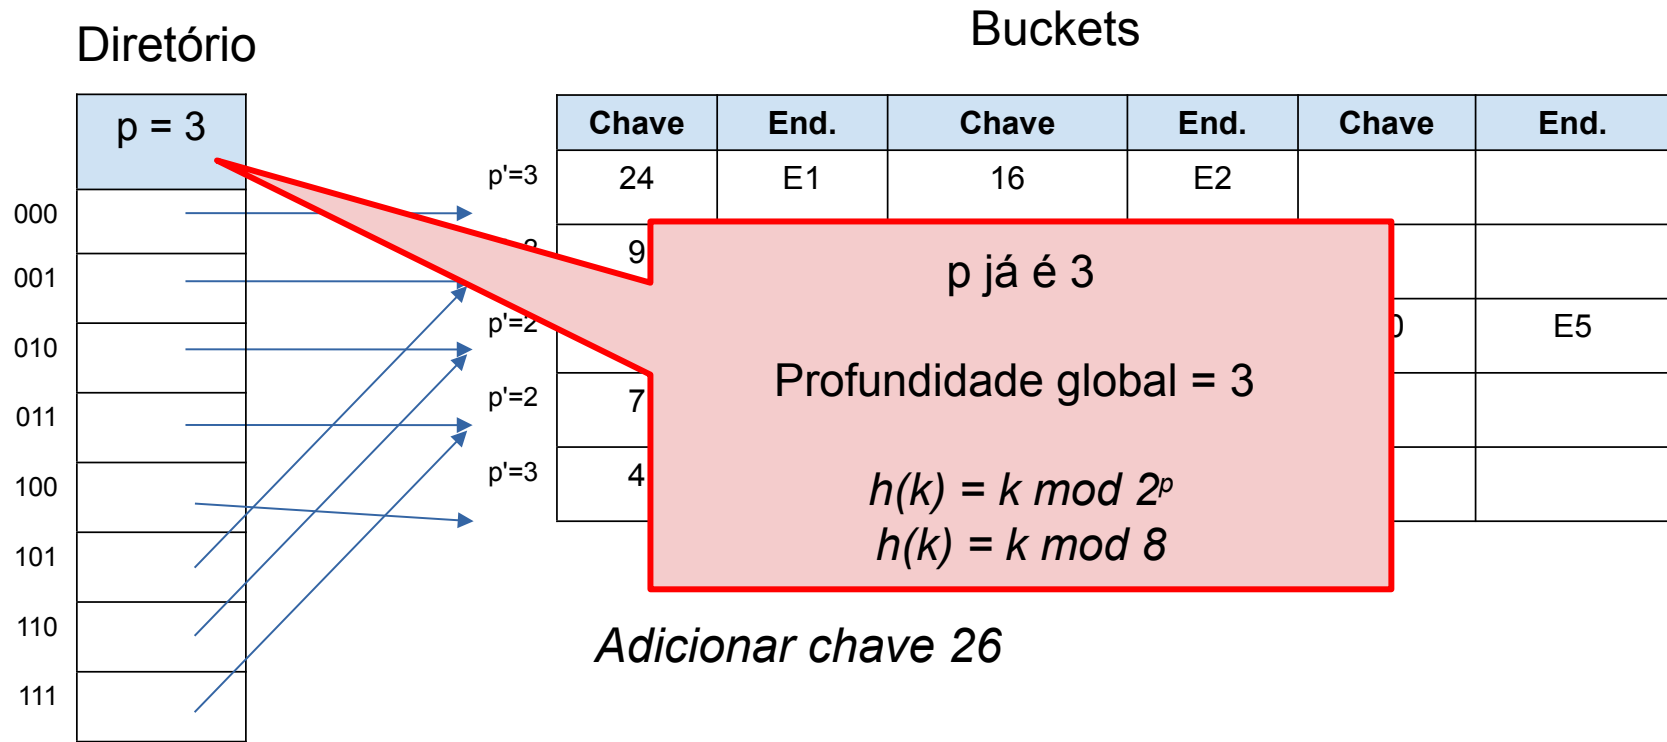 Diretório
Buckets
p = 3
Chave End. Chave End. Chave End.
p'=3 24 E1 16 E2
000
9
001
p'=2 E5
010
p'=2 7
011
p'=3 4
100
101
110
111
p já é 3
Profundidade global = 3
h(k) = k mod 2ᵖ
h(k) = k mod 8
Adicionar chave 26